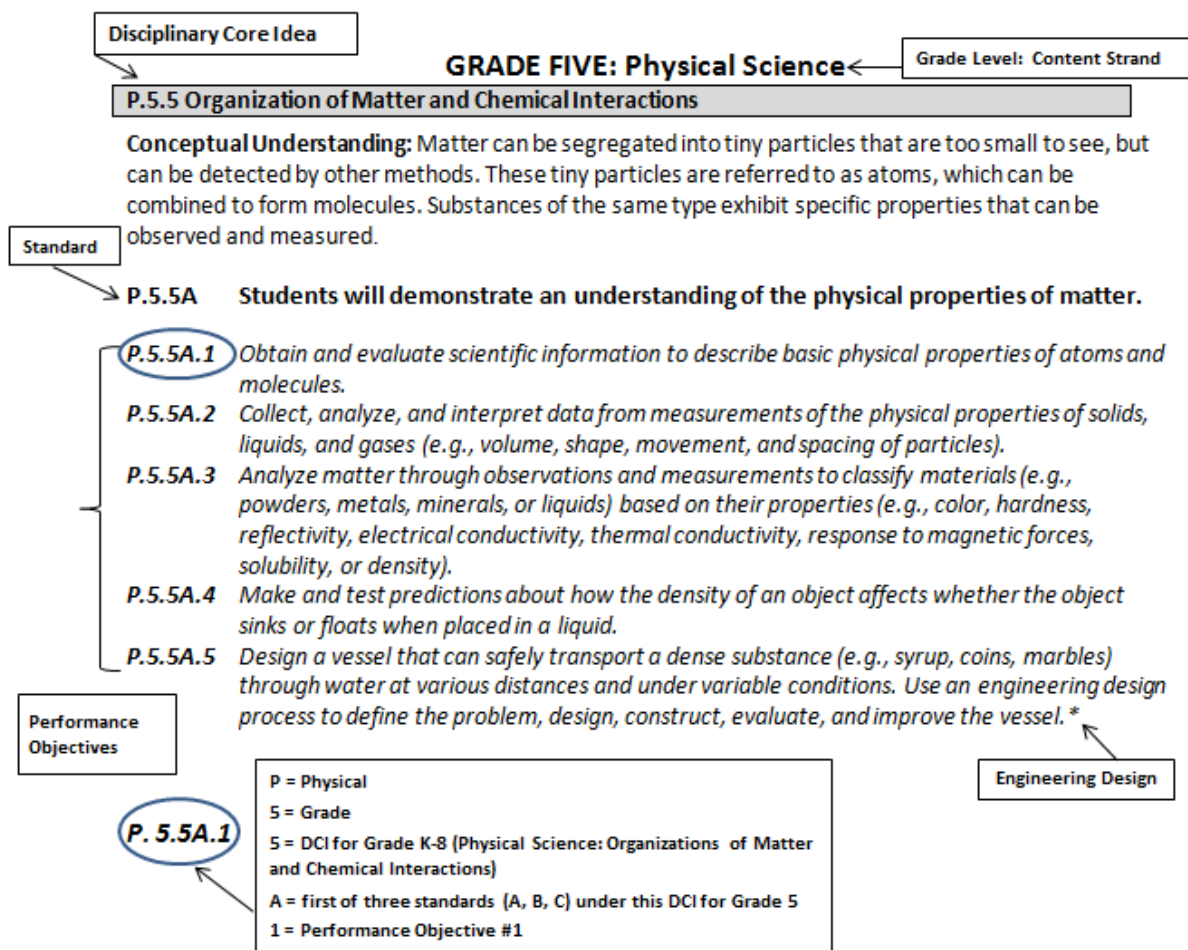 Disciplinary Core Idea
GRADE FIVE: Physical Science
Grade Level: Content Strand
P.5.5 Organization of Matter and Chemical Interactions
Conceptual Understanding: Matter can be segregated into tiny particles that are too small to see, but
can be detected by other methods. These tiny particles are referred to as atoms, which can be
combined to form molecules. Substances of the same type exhibit specific properties that can be
observed and measured.
Standard
P.5.5A Students will demonstrate an understanding of the physical properties of matter.
P.5.5A.1 Obtain and evaluate scientific information to describe basic physical properties of atoms and
molecules.
P.5.5A.2 Collect, analyze, and interpret data from measurements of the physical properties of solids,
liquids, and gases (e.g., volume, shape, movement, and spacing of particles).
P.5.5A.3 Analyze matter through observations and measurements to classify materials (e.g.,
powders, metals, minerals, or liquids) based on their properties (e.g., color, hardness,
reflectivity, electrical conductivity, thermal conductivity, response to magnetic forces,
solubility, or density).
P.5.5A.4 Make and test predictions about how the density of an object affects whether the object
sinks or floats when placed in a liquid.
P.5.5A.5 Design a vessel that can safely transport a dense substance (e.g., syrup, coins, marbles)
through water at various distances and under variable conditions. Use an engineering design
process to define the problem, design, construct, evaluate, and improve the vessel.*
Performance
Objectives
Engineering Design
P. 5.5A.1
P = Physical
5 = Grade
5 = DCI for Grade K-8 (Physical Science: Organizations of Matter
and Chemical Interactions)
A = first of three standards (A, B, C) under this DCI for Grade 5
1 = Performance Objective #1